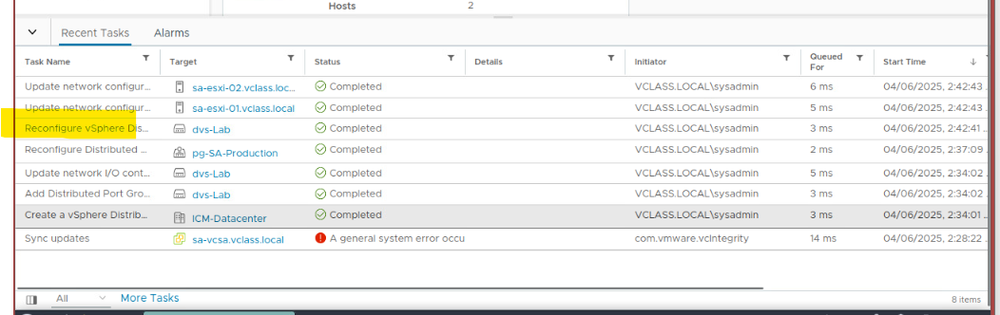 Hosts 2
Recent Tasks Alarms
Task Name Target Status Details Initiator Queued For Start Time
Update network configur... sa-esxi-02.vclass.loc... Completed VCLASS.LOCAL\sysadmin 6 ms 04/06/2025, 2:42:43
Update network configur... sa-esxi-01.vclass.local Completed VCLASS.LOCAL\sysadmin 5 ms 04/06/2025, 2:42:43
Reconfigure vSphere Dis... dvs-Lab Completed VCLASS.LOCAL\sysadmin 3 ms 04/06/2025, 2:42:41
Reconfigure Distributed ... pg-SA-Production Completed VCLASS.LOCAL\sysadmin 2 ms 04/06/2025, 2:37:09
Update network I/O cont... dvs-Lab Completed VCLASS.LOCAL\sysadmin 5 ms 04/06/2025, 2:34:02
Add Distributed Port Gro... dvs-Lab Completed VCLASS.LOCAL\sysadmin 3 ms 04/06/2025, 2:34:02
Create a vSphere Distrib... ICM-Datacenter Completed VCLASS.LOCAL\sysadmin 3 ms 04/06/2025, 2:34:01
Sync updates sa-vcsa.vclass.local A general system error occu com.vmware.vcIntegrity 14 ms 04/06/2025, 2:28:22
All More Tasks 8 items